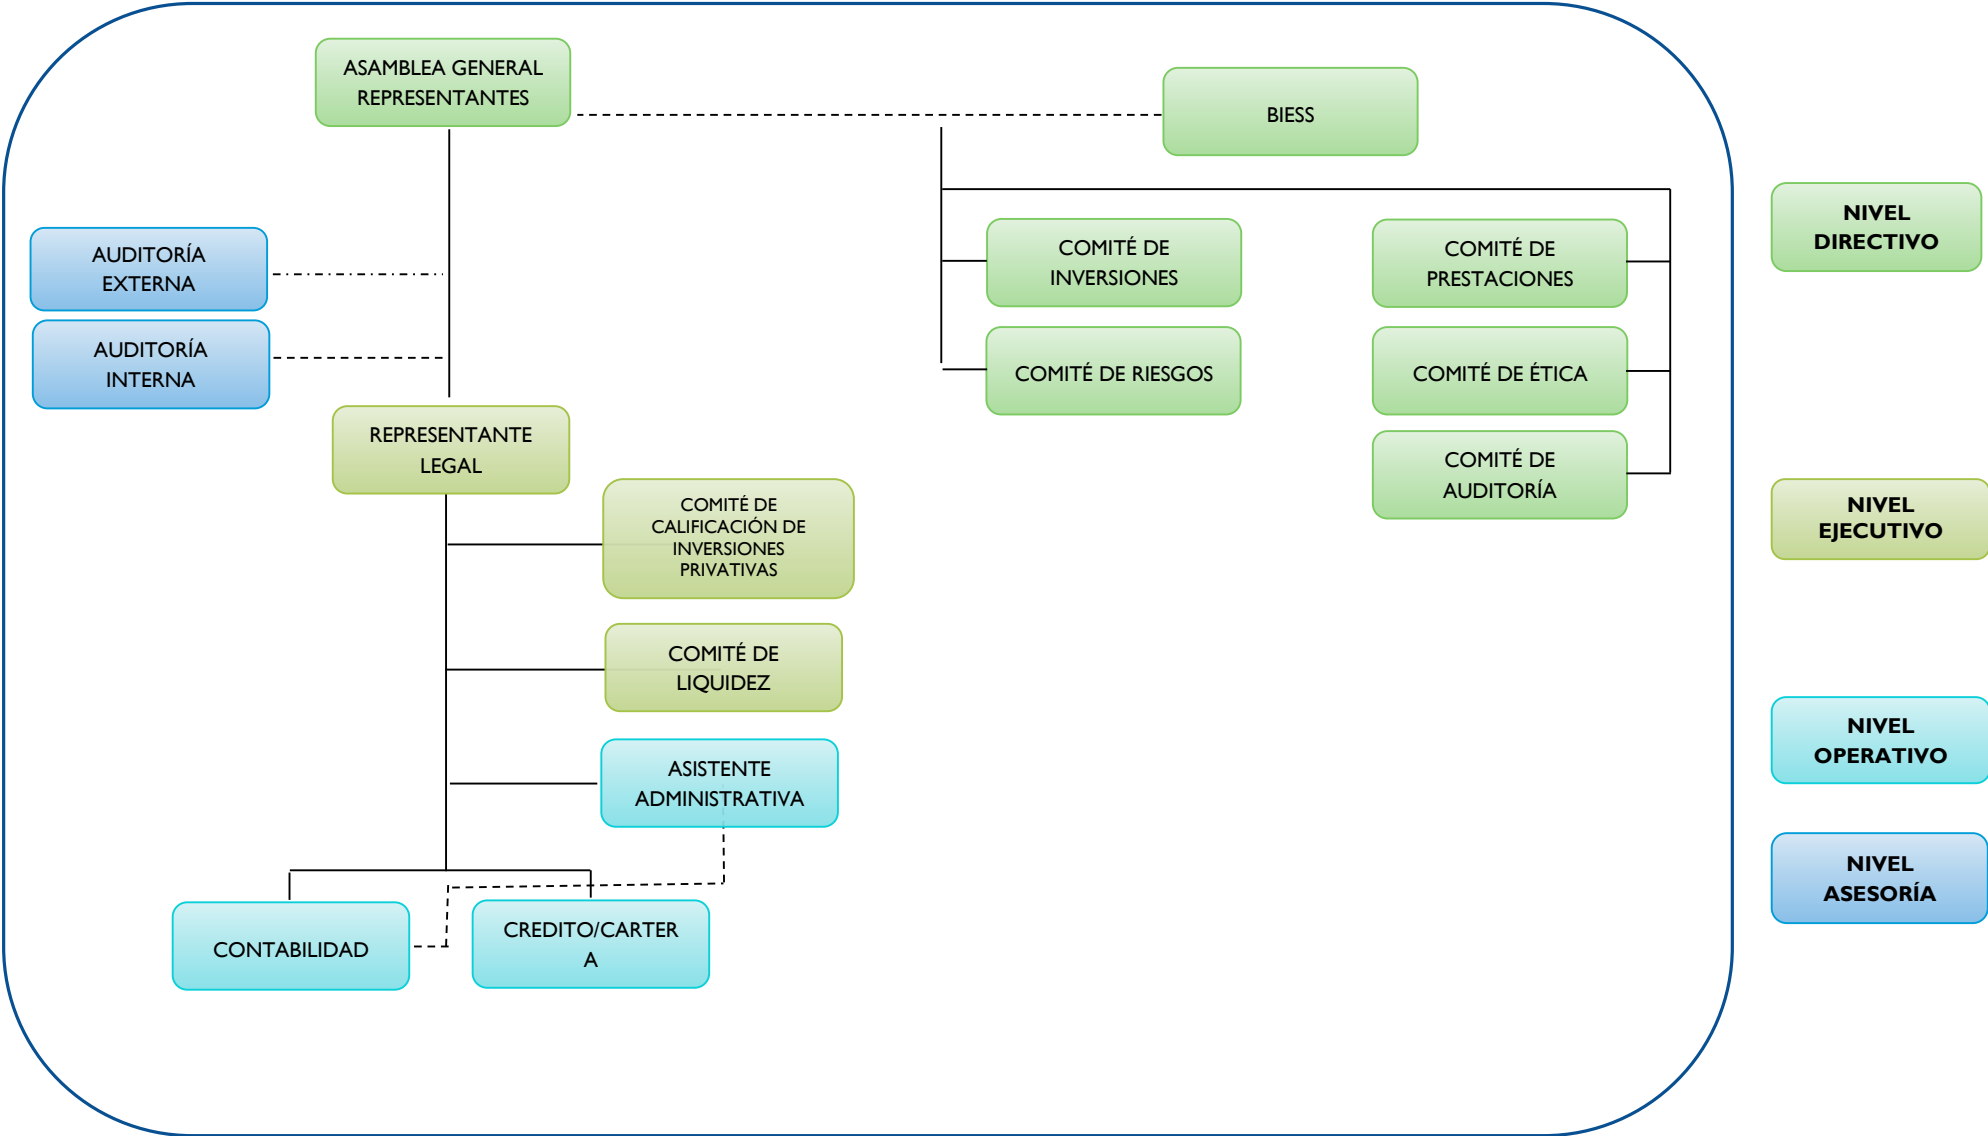 ASAMBLEA GENERAL
REPRESENTANTES
BIESS
AUDITORÍA
EXTERNA
AUDITORÍA
INTERNA
COMITÉ DE
INVERSIONES
COMITÉ DE
PRESTACIONES
COMITÉ DE RIESGOS
COMITÉ DE ÉTICA
COMITÉ DE
AUDITORÍA
REPRESENTANTE
LEGAL
COMITÉ DE
CALIFICACIÓN DE
INVERSIONES
PRIVATIVAS
COMITÉ DE
LIQUIDEZ
ASISTENTE
ADMINISTRATIVA
CONTABILIDAD
CREDITO/CARTER
A
NIVEL
DIRECTIVO
NIVEL
EJECUTIVO
NIVEL
OPERATIVO
NIVEL
ASESORÍA